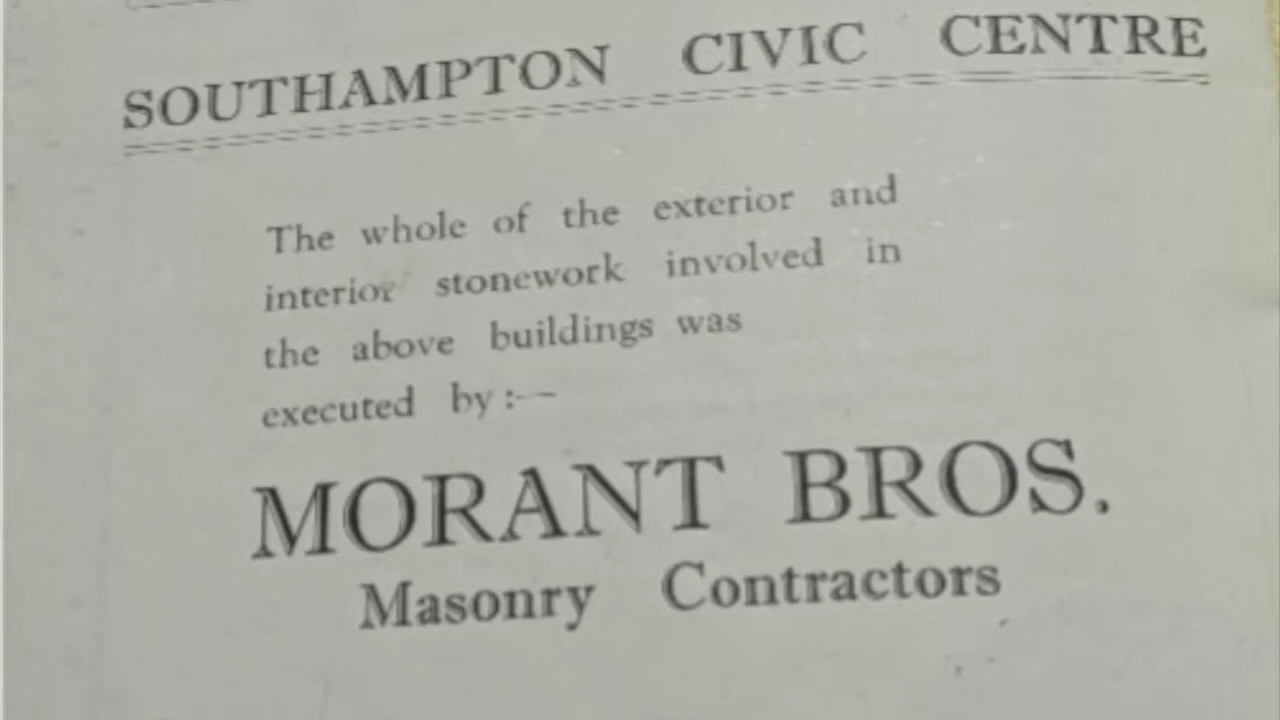 SOUTHAMPTON CIVIC CENTRE
The whole of the exterior and
interior stonework involved in
the above buildings was
executed by:—
MORANT BROS.
Masonry Contractors